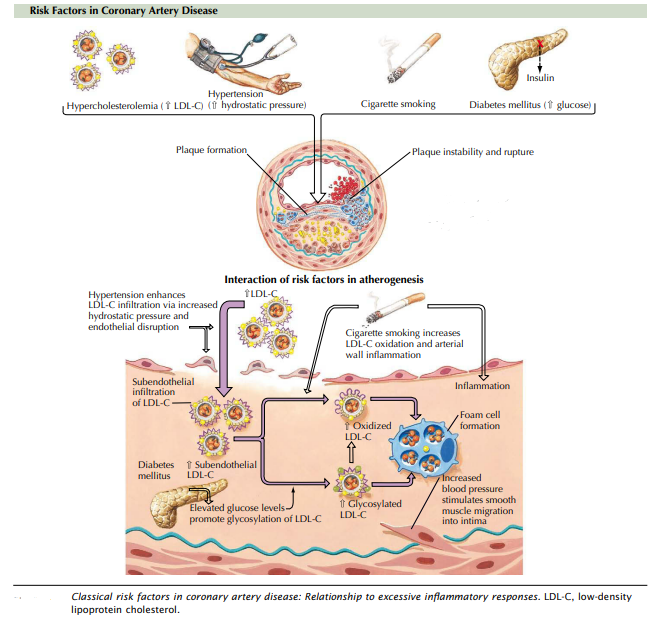 Risk Factors in Coronary Artery Disease
Hypercholesterolemia (⇧ LDL-C)
Hypertension
(⇧ hydrostatic pressure)
Cigarette smoking
Insulin
Diabetes mellitus (⇧ glucose)
Plaque formation
Plaque instability and rupture
Interaction of risk factors in atherogenesis
Hypertension enhances
LDL-C infiltration via increased
hydrostatic pressure and
endothelial disruption
⇧LDL-C
Cigarette smoking increases
LDL-C oxidation and arterial
wall inflammation
Subendothelial
infiltration
of LDL-C
Inflammation
⇧ Oxidized
LDL-C
Foam cell
formation
⇧ Subendothelial
LDL-C
Diabetes
mellitus
Elevated glucose levels
promote glycosylation of LDL-C
⇧ Glycosylated
LDL-C
Increased
blood pressure
stimulates smooth
muscle migration
into intima
Classical risk factors in coronary artery disease: Relationship to excessive inflammatory responses. LDL-C, low-density
lipoprotein cholesterol.